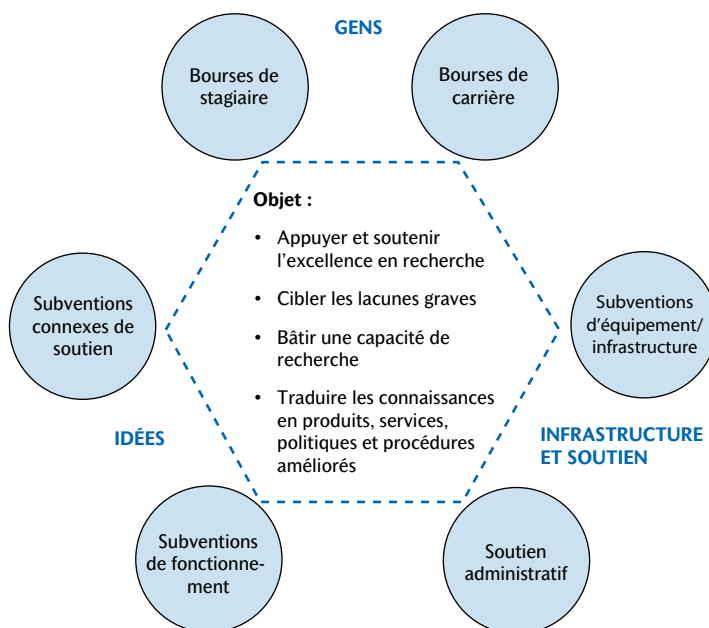 GENS
Bourses de
stagiaire
Bourses de
carrière
Objet :
• Appuyer et soutenir
l'excellence en recherche
• Cibler les lacunes graves
• Bâtir une capacité de
recherche
• Traduire les connaissances
en produits, services,
politiques et procédures
améliorés
Subventions
connexes de
soutien
Subventions
d'équipement/
infrastructure
IDÉES
INFRASTRUCTURE
ET SOUTIEN
Subventions
de fonctionne-
ment
Soutien
administratif